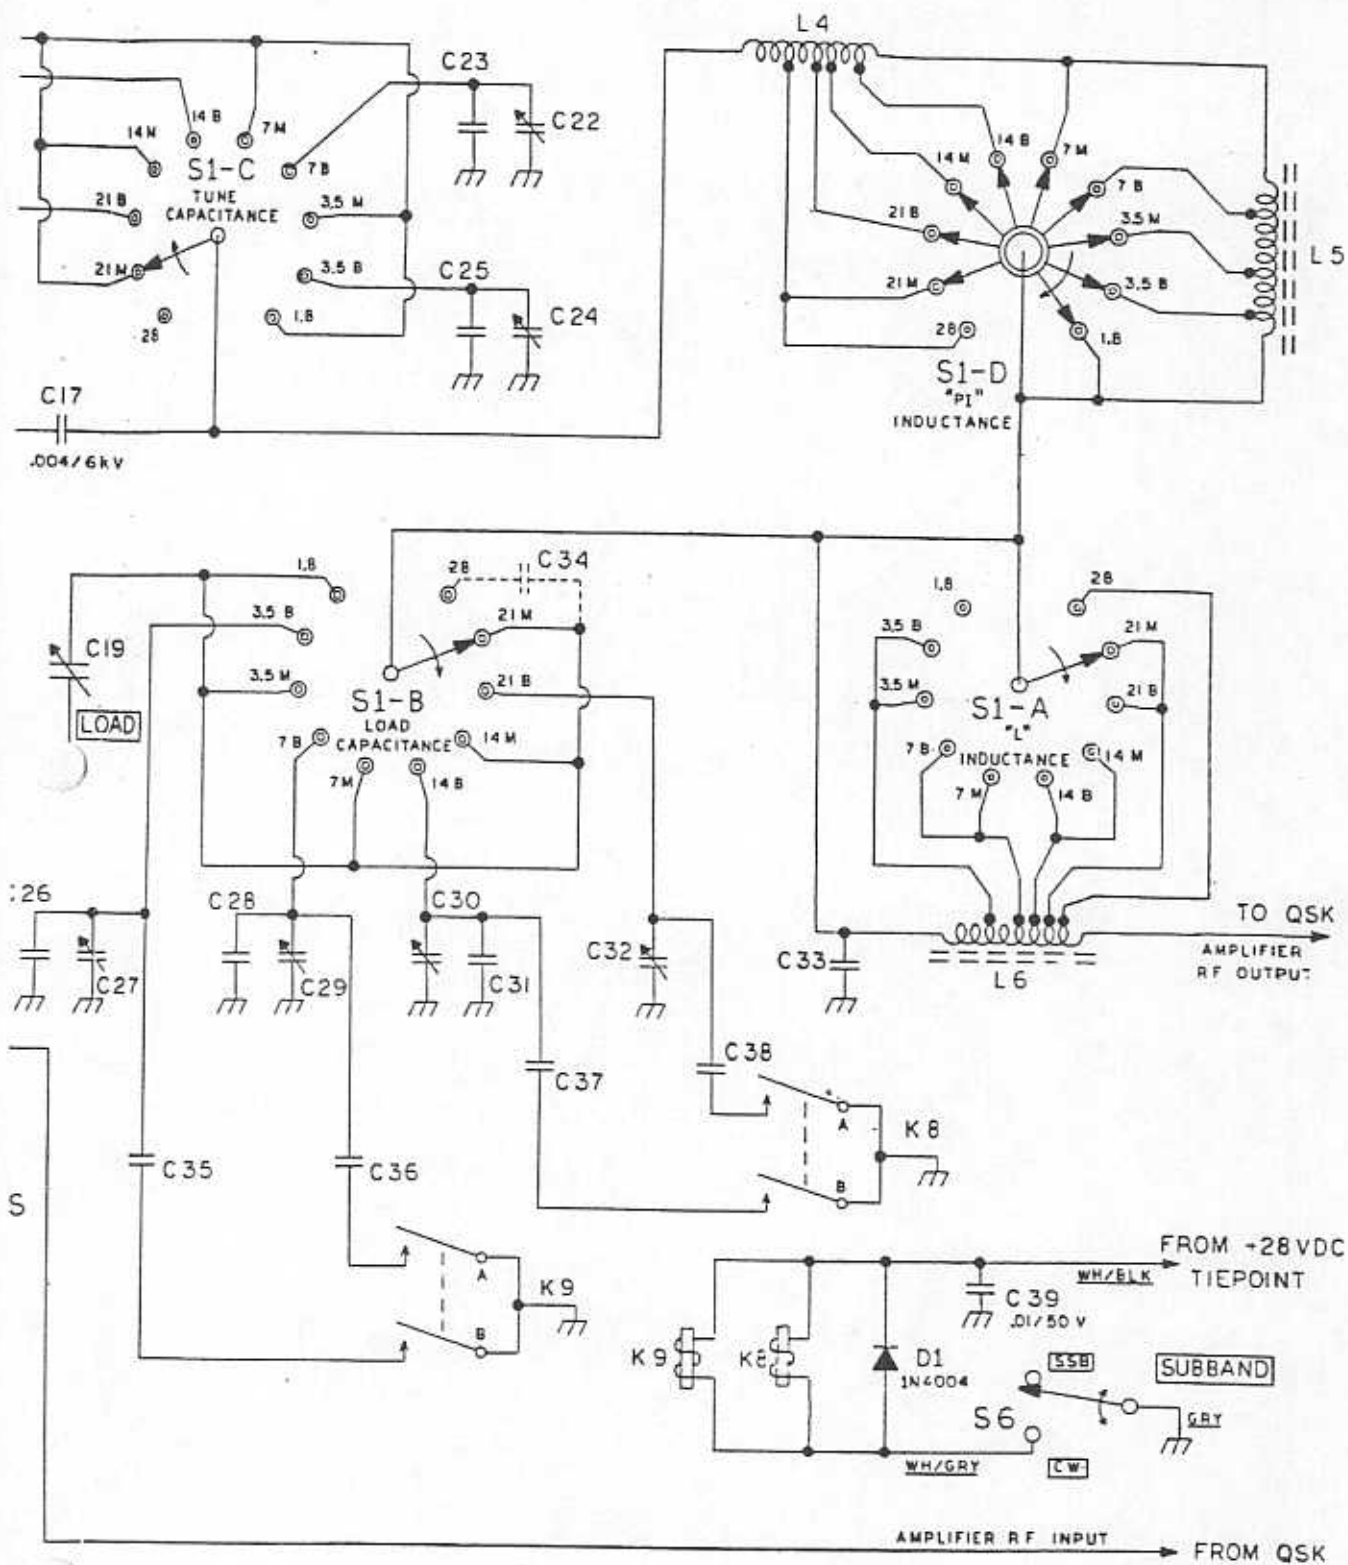 L4
C23
14 B
7 M
C22
14 M
S1-C
7 B
TUNE
CAPACITANCE
21 B
3.5 M
21 M
C25
3.5 B
C24
28
1.8
14 B
14 M
7 M
7 B
21 B
3.5 M
L5
21 M
3.5 B
28
1.8
S1-D
"PI"
INDUCTANCE
C17
.004/6kV
1.8
28
C34
3.5 B
21 M
C19
3.5 M
21 B
LOAD
S1-B
LOAD
CAPACITANCE
7 B
14 M
7 M
14 B
1.8
28
3.5 B
21 M
3.5 M
21 B
S1-A
"L"
INDUCTANCE
7 B
14 M
7 M
14 B
C26
C28
C30
C27
C29
C31
C32
C33
L6
TO QSK
AMPLIFIER
RF OUTPUT
C37
C38
A
K8
B
C35
C36
S
A
K9
B
FROM +28VDC
TIEPOINT
WH/BLK
C39
.01/50 V
K9
K8
D1
1N4004
SSB
SUBBAND
S6
GRY
WH/GRY
CW
AMPLIFIER RF INPUT
FROM QSK